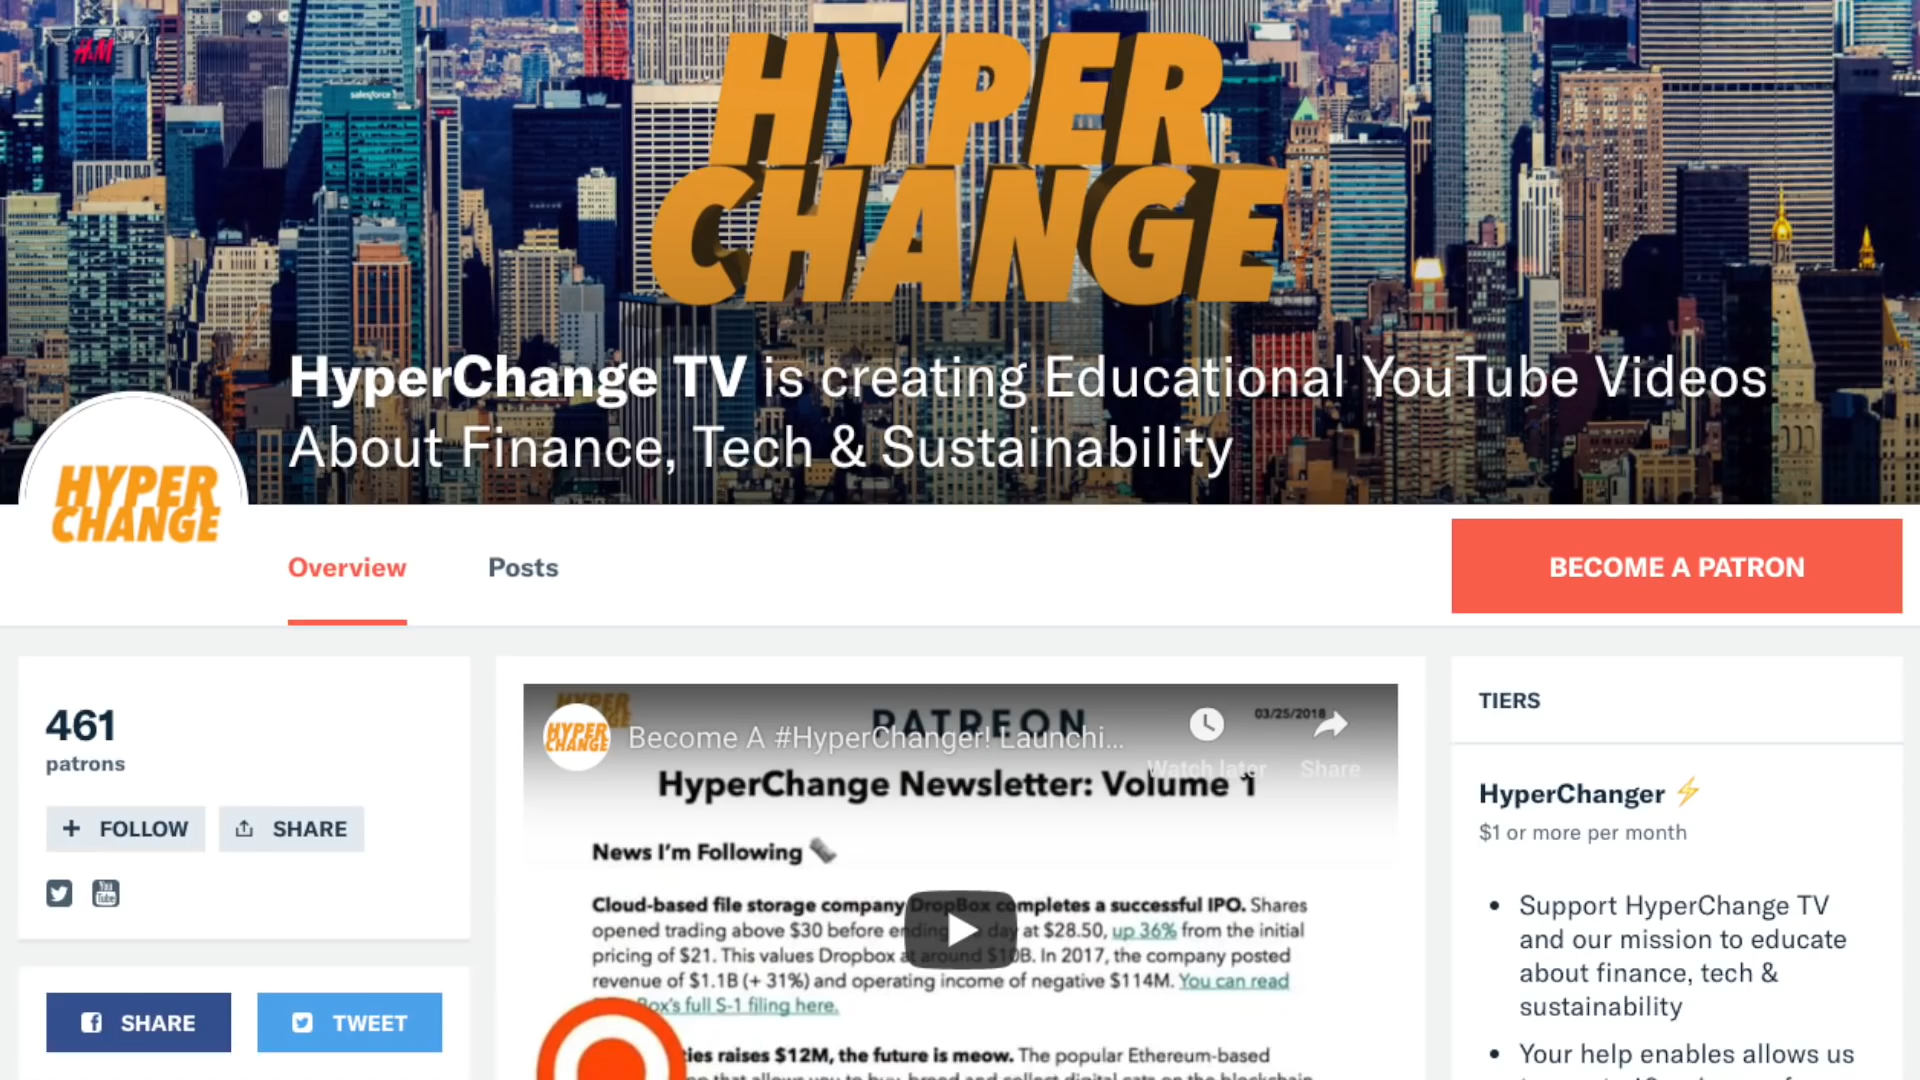 H&M
salesforce
HYPER
CHANGE
HyperChange TV is creating Educational YouTube Videos
About Finance, Tech & Sustainability
HYPER
CHANGE
Overview
Posts
BECOME A PATRON
461
patrons
FOLLOW
SHARE
You
Tube
SHARE
TWEET
HYPER
CHANGE
PATREON
03/25/2018
Become A #HyperChanger! Launchi...
Watch later
Share
HyperChange Newsletter: Volume 1
News I'm Following
Cloud-based file storage company DropBox completes a successful IPO. Shares
opened trading above $30 before ending day at $28.50, up 36% from the initial
pricing of $21. This values Dropbox at around $10B. In 2017, the company posted
revenue of $1.1B (+ 31%) and operating income of negative $114M. You can read
Box's full S-1 filing here.
ies raises $12M, the future is meow. The popular Ethereum-based
TIERS
HyperChanger ⚡
$1 or more per month
• Support HyperChange TV
and our mission to educate
about finance, tech &
sustainability
• Your help enables allows us